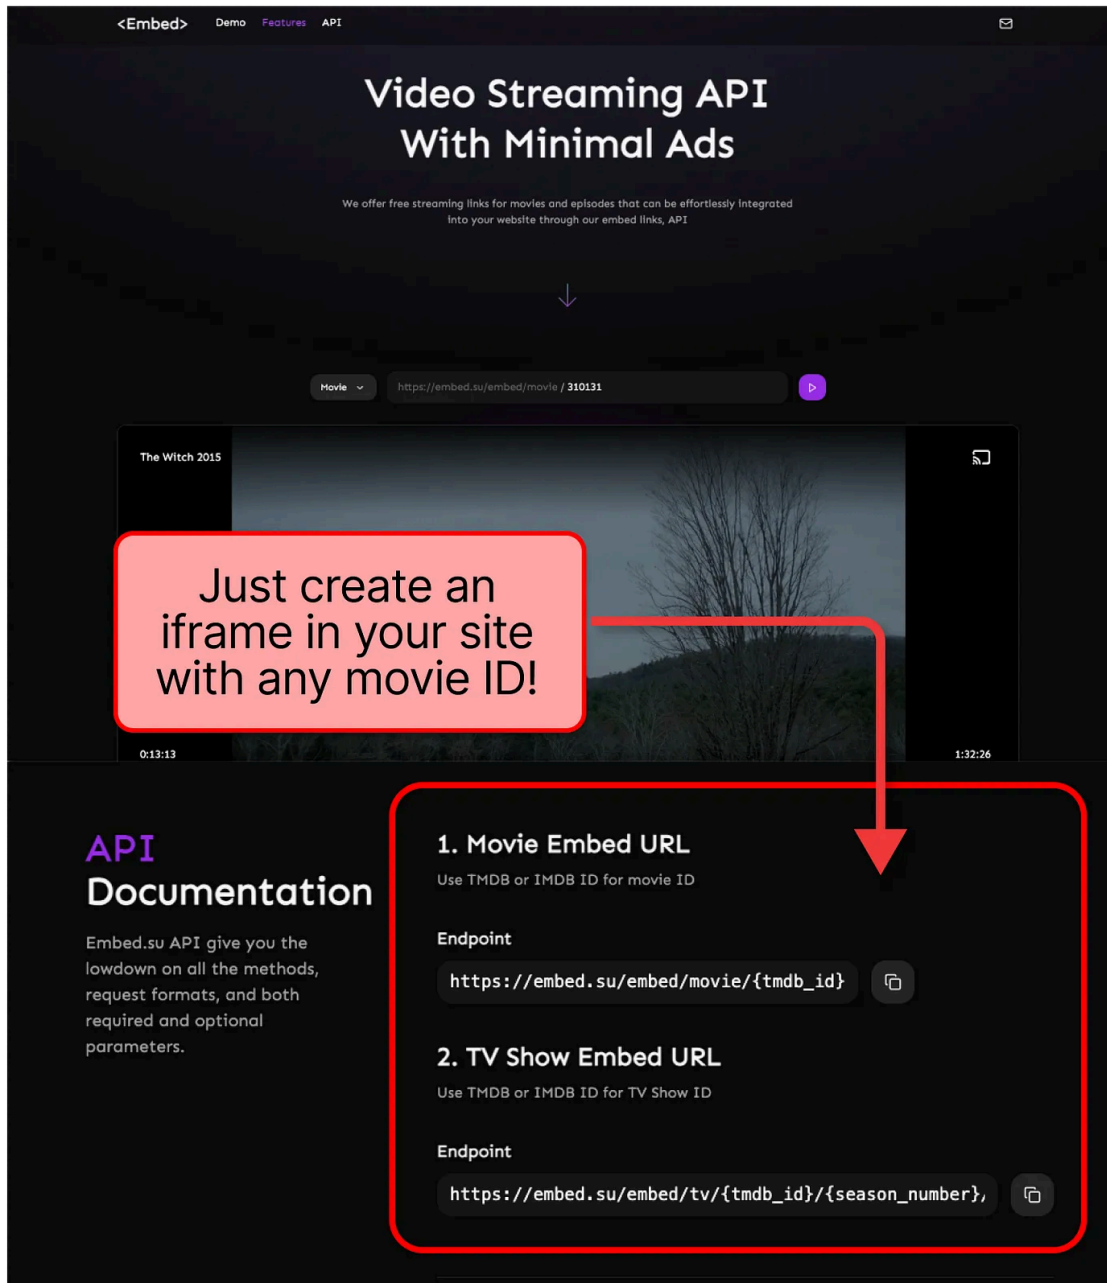 <Embed> Demo Features API
Video Streaming API
With Minimal Ads
We offer free streaming links for movies and episodes that can be effortlessly integrated
into your website through our embed links, API
Movie https://embed.su/embed/movie / 310131
The Witch 2015
Just create an
iframe in your site
with any movie ID!
0:13:13 1:32:26
API
Documentation
Embed.su API give you the
lowdown on all the methods,
request formats, and both
required and optional
parameters.
1. Movie Embed URL
Use TMDB or IMDB ID for movie ID
Endpoint
https://embed.su/embed/movie/{tmdb_id}
2. TV Show Embed URL
Use TMDB or IMDB ID for TV Show ID
Endpoint
https://embed.su/embed/tv/{tmdb_id}/{season_number}/